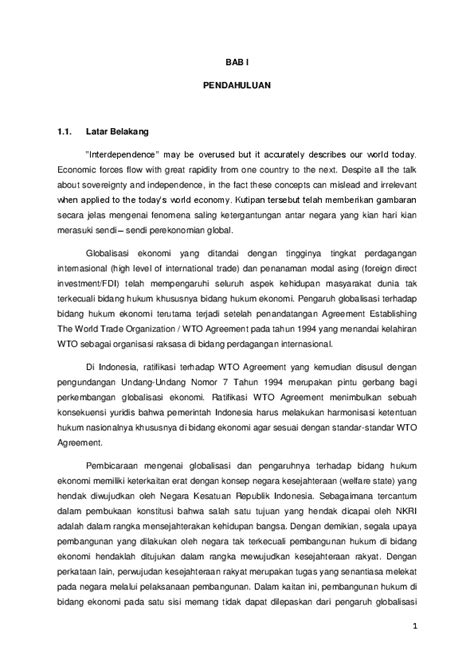 BAB I
PENDAHULUAN
1.1. Latar Belakang
"Interdependence" may be overused but it accurately describes our world today.
Economic forces flow with great rapidity from one country to the next. Despite all the talk
about sovereignty and independence, in the fact these concepts can mislead and irrelevant
when applied to the today's world economy. Kutipan tersebut telah memberikan gambaran
secara jelas mengenai fenomena saling ketergantungan antar negara yang kian hari kian
merasuki sendi – sendi perekonomian global.
Globalisasi ekonomi yang ditandai dengan tingginya tingkat perdagangan
internasional (high level of international trade) dan penanaman modal asing (foreign direct
investment/FDI) telah mempengaruhi seluruh aspek kehidupan masyarakat dunia tak
terkecuali bidang hukum khususnya bidang hukum ekonomi. Pengaruh globalisasi terhadap
bidang hukum ekonomi terutama terjadi setelah penandatangan Agreement Establishing
The World Trade Organization / WTO Agreement pada tahun 1994 yang menandai kelahiran
WTO sebagai organisasi raksasa di bidang perdagangan internasional.
Di Indonesia, ratifikasi terhadap WTO Agreement yang kemudian disusul dengan
pengundangan Undang-Undang Nomor 7 Tahun 1994 merupakan pintu gerbang bagi
perkembangan globalisasi ekonomi. Ratifikasi WTO Agreement menimbulkan sebuah
konsekuensi yuridis bahwa pemerintah Indonesia harus melakukan harmonisasi ketentuan
hukum nasionalnya khususnya di bidang ekonomi agar sesuai dengan standar-standar WTO
Agreement.
Pembicaraan mengenai globalisasi dan pengaruhnya terhadap bidang hukum
ekonomi memiliki keterkaitan erat dengan konsep negara kesejahteraan (welfare state) yang
hendak diwujudkan oleh Negara Kesatuan Republik Indonesia. Sebagaimana tercantum
dalam pembukaan konstitusi bahwa salah satu tujuan yang hendak dicapai oleh NKRI
adalah dalam rangka mensejahterakan kehidupan bangsa. Dengan demikian, segala upaya
pembangunan yang dilakukan oleh negara tak terkecuali pembangunan hukum di bidang
ekonomi hendaklah ditujukan dalam rangka mewujudkan kesejahteraan rakyat. Dengan
perkataan lain, perwujudan kesejahteraan rakyat merupakan tugas yang senantiasa melekat
pada negara melalui pelaksanaan pembangunan. Dalam kaitan ini, pembangunan hukum di
bidang ekonomi pada satu sisi memang tidak dapat dilepaskan dari pengaruh globalisasi
1